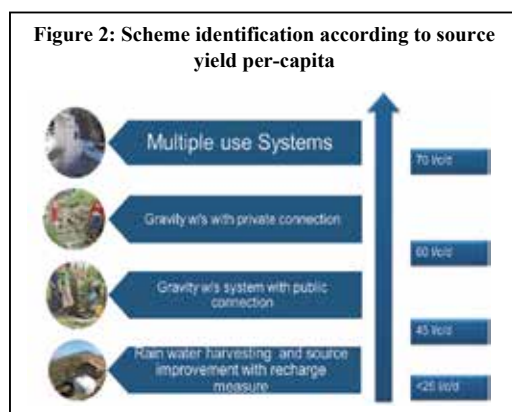 Figure 2: Scheme identification according to source
yield per-capita
Multiple use Systems
70 l/c/d
Gravity w/s with private connection
60 l/c/d
Gravity w/s system with public
connection
45 l/c/d
Rain water harvesting and source
improvement with recharge
measure
<25 l/c/d